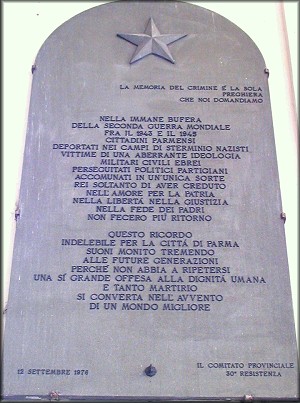 LA MEMORIA DEL CRIMINE È LA SOLA
PREGHIERA
CHE NOI DOMANDIAMO
NELLA IMMANE BUFERA
DELLA SECONDA GUERRA MONDIALE
FRA IL 1943 E IL 1945
CITTADINI PARMENSI
DEPORTATI NEI CAMPI DI STERMINIO NAZISTI
VITTIME DI UNA ABERRANTE IDEOLOGIA
MILITARI CIVILI EBREI
PERSEGUITATI POLITICI PARTIGIANI
ACCOMUNATI IN UN'UNICA SORTE
REI SOLTANTO DI AVER CREDUTO
NELL'AMORE PER LA PATRIA
NELLA LIBERTÀ NELLA GIUSTIZIA
NELLA FEDE DEI PADRI
NON FECERO PIÙ RITORNO
QUESTO RICORDO
INDELEBILE PER LA CITTÁ DI PARMA
SUONI MONITO TREMENDO
ALLE FUTURE GENERAZIONI
PERCHÉ NON ABBIA A RIPETERSI
UNA SÍ GRANDE OFFESA ALLA DIGNITÀ UMANA
E TANTO MARTIRIO
SI CONVERTA NELL'AVVENTO
DI UN MONDO MIGLIORE
12 SETTEMBRE 1976
IL COMITATO PROVINCIALE
30° RESISTENZA